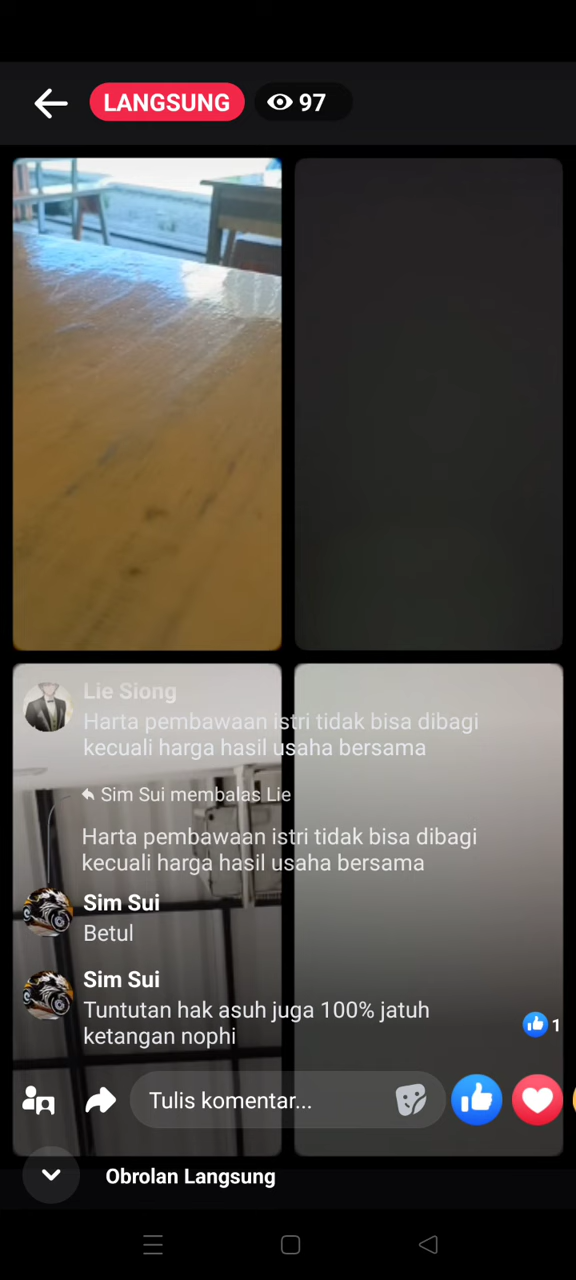 LANGSUNG
97
Lie Siong
Harta pembawaan istri tidak bisa dibagi
kecuali harga hasil usaha bersama
Sim Sui membalas Lie
Harta pembawaan istri tidak bisa dibagi
kecuali harga hasil usaha bersama
Sim Sui
Betul
Sim Sui
Tuntutan hak asuh juga 100% jatuh
ketangan nophi
1
Tulis komentar...
Obrolan Langsung